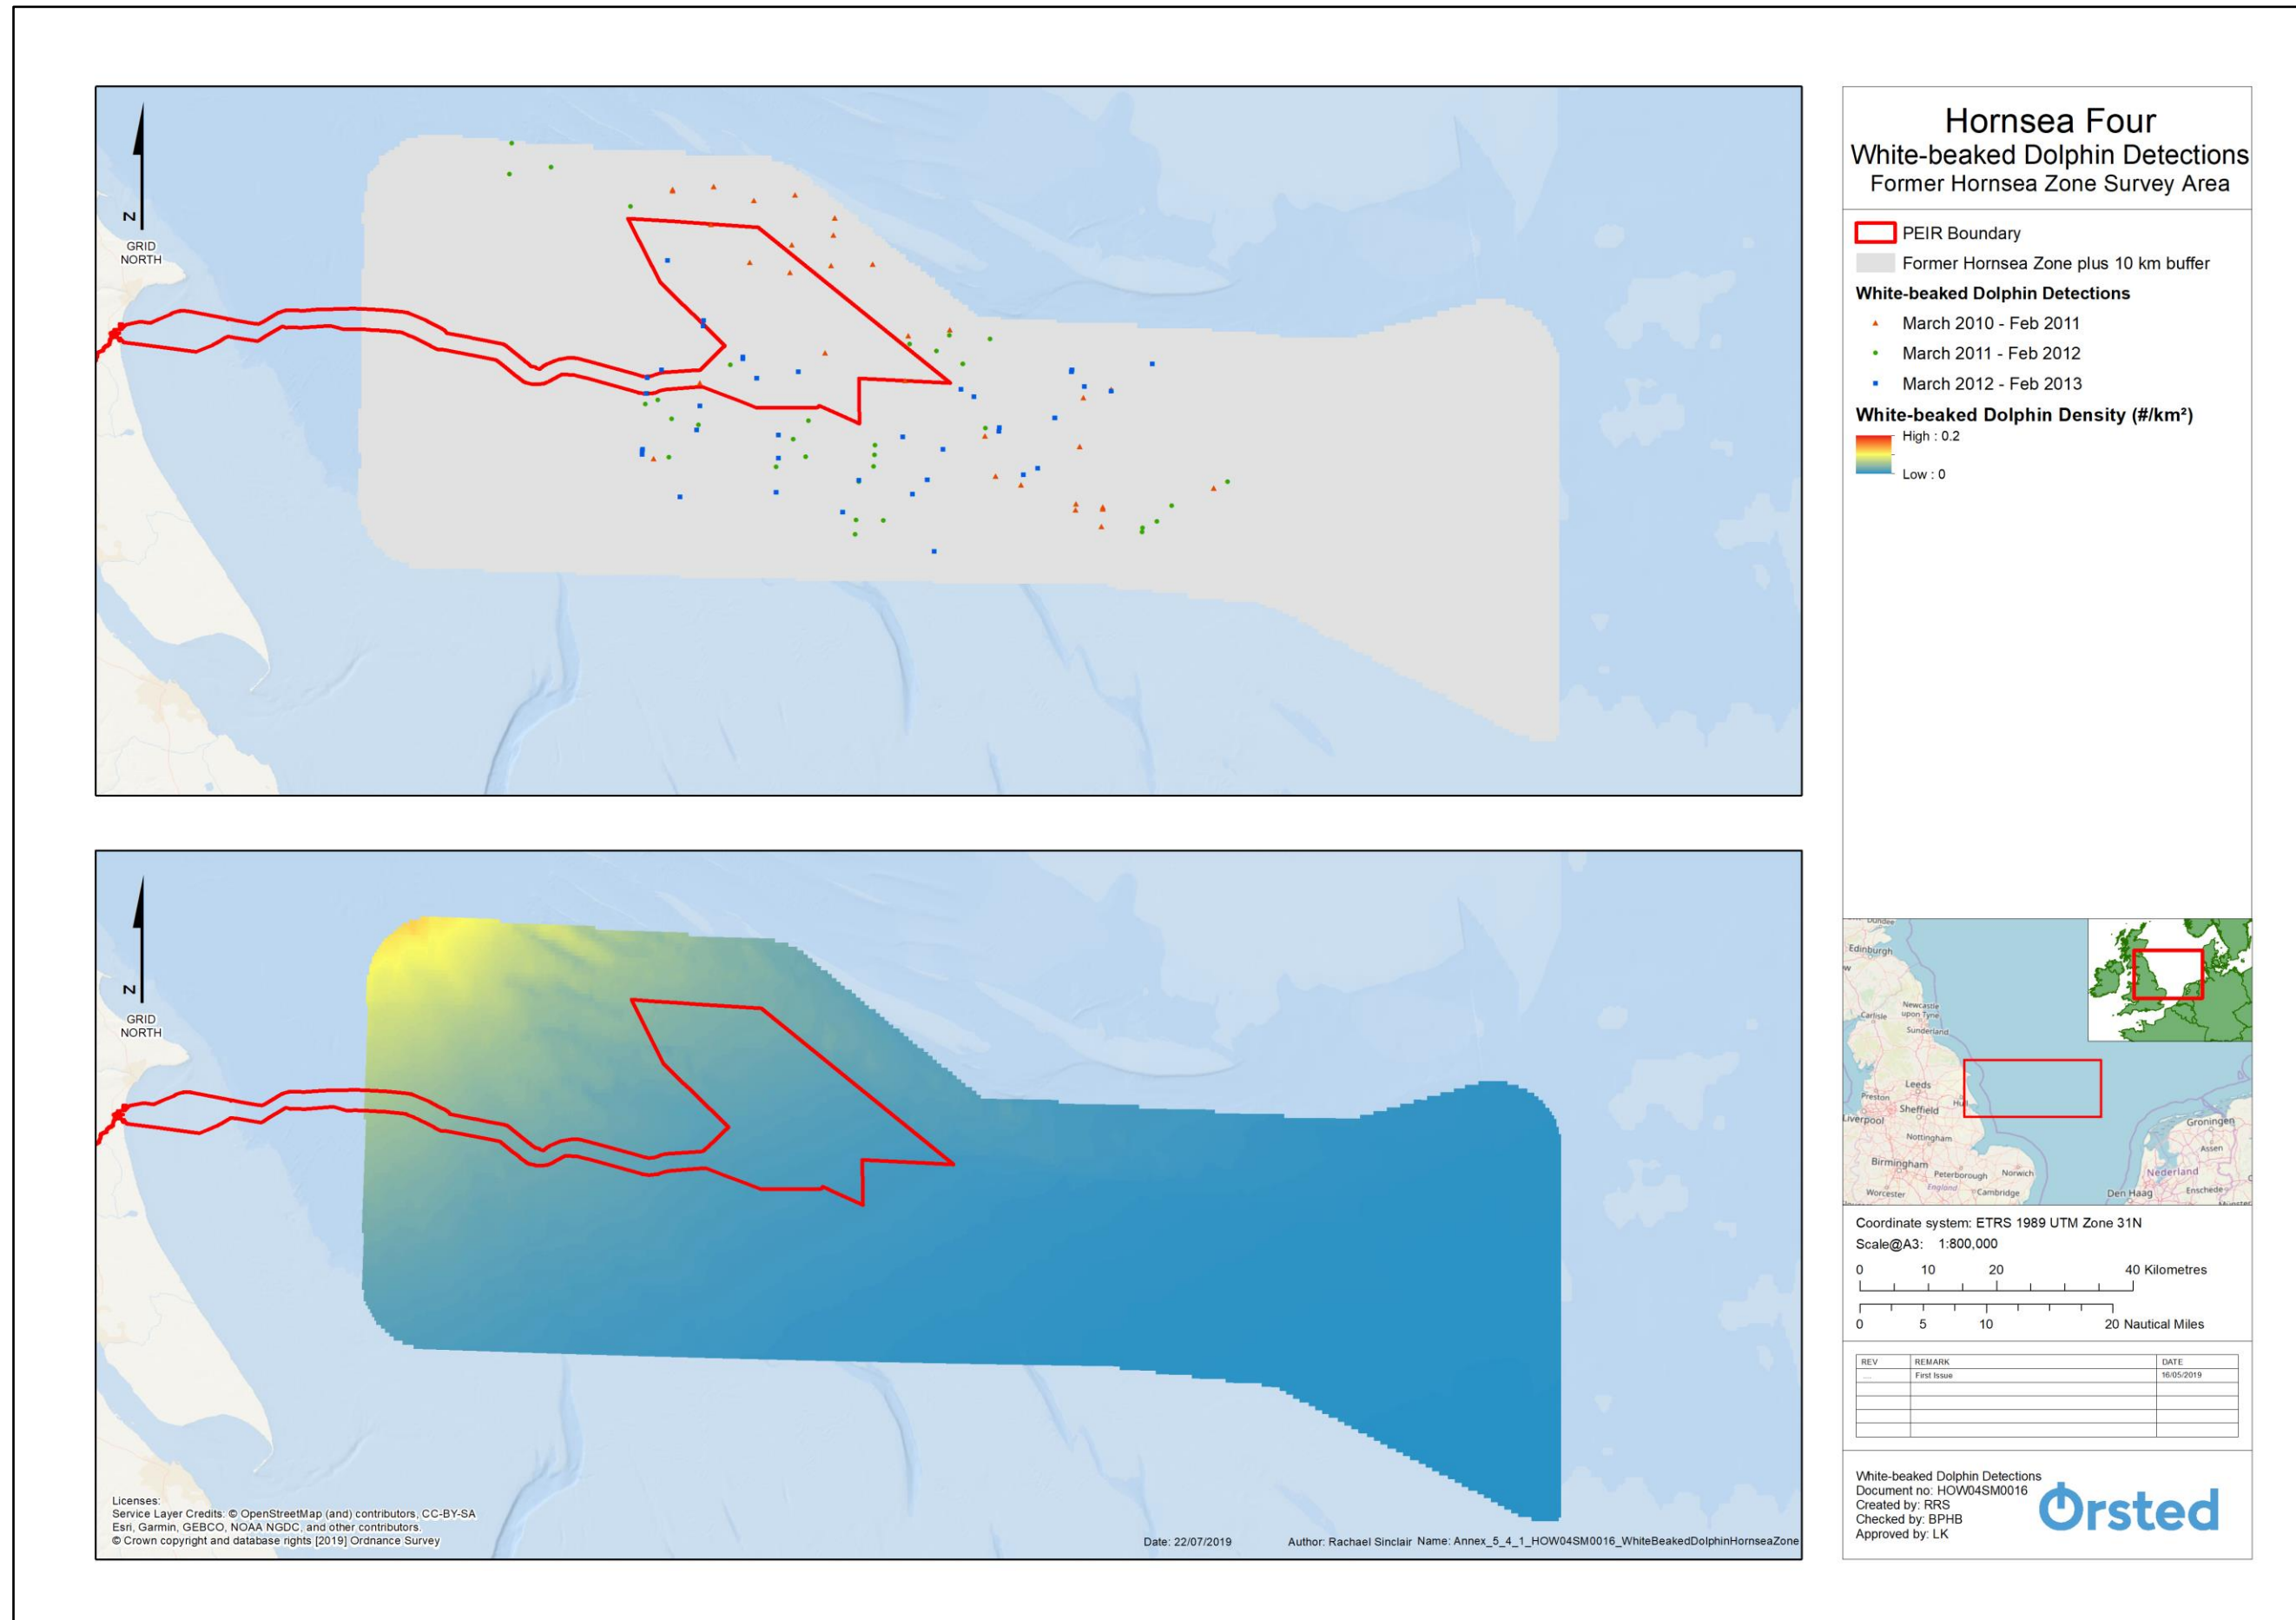 N
GRID
NORTH
N
GRID
NORTH
Licenses:
Service Layer Credits: © OpenStreetMap (and) contributors, CC-BY-SA
Esri, Garmin, GEBCO, NOAA NGDC, and other contributors.
© Crown copyright and database rights [2019] Ordnance Survey
Date: 22/07/2019
Author: Rachael Sinclair Name: Annex_5_4_1_HOW04SM0016_WhiteBeakedDolphinHornseaZone
Hornsea Four
White-beaked Dolphin Detections
Former Hornsea Zone Survey Area
PEIR Boundary
Former Hornsea Zone plus 10 km buffer
White-beaked Dolphin Detections
March 2010 - Feb 2011
March 2011 - Feb 2012
March 2012 - Feb 2013
White-beaked Dolphin Density (#/km²)
High : 0.2
Low : 0
Edinburgh
Newcastle
upon Tyne
Carlisle
Sunderland
Leeds
Preston
Hull
Sheffield
Liverpool
Nottingham
Birmingham
Peterborough
Norwich
England
Worcester
Cambridge
Groningen
Assen
Nederland
Den Haag
Enschede
Coordinate system: ETRS 1989 UTM Zone 31N
Scale@A3: 1:800,000
0 10 20 40 Kilometres
0 5 10 20 Nautical Miles
REV REMARK DATE
.... First Issue 16/05/2019
White-beaked Dolphin Detections
Document no: HOW04SM0016
Created by: RRS
Checked by: BPHB
Approved by: LK
Orsted